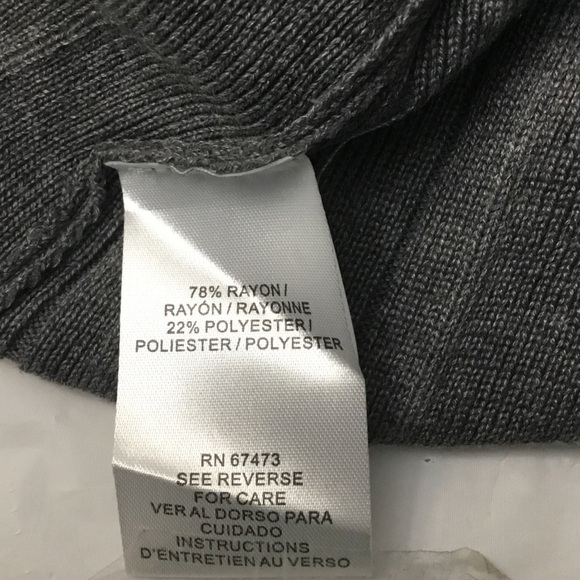 78% RAYON /
RAYÓN / RAYONNE
22% POLYESTER /
POLIESTER / POLYESTER
RN 67473
SEE REVERSE
FOR CARE
VER AL DORSO PARA
CUIDADO
INSTRUCTIONS
D'ENTRETIEN AU VERSO